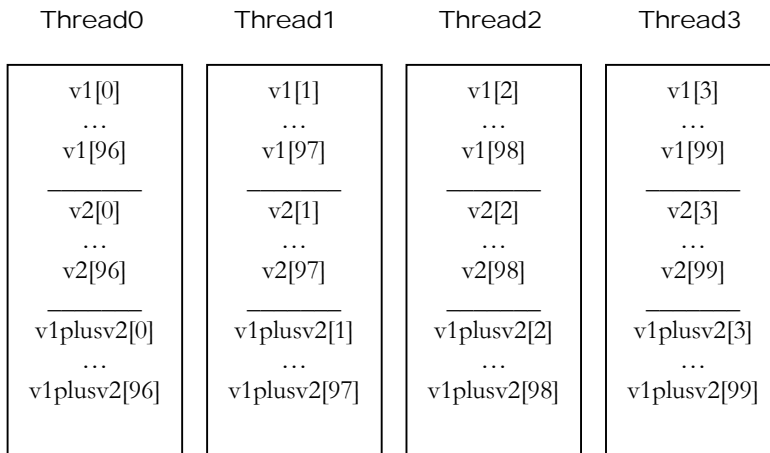 Thread0 Thread1 Thread2 Thread3
v1[0] v1[1] v1[2] v1[3]
… … … …
v1[96] v1[97] v1[98] v1[99]
v2[0] v2[1] v2[2] v2[3]
… … … …
v2[96] v2[97] v2[98] v2[99]
v1plusv2[0] v1plusv2[1] v1plusv2[2] v1plusv2[3]
… … … …
v1plusv2[96] v1plusv2[97] v1plusv2[98] v1plusv2[99]